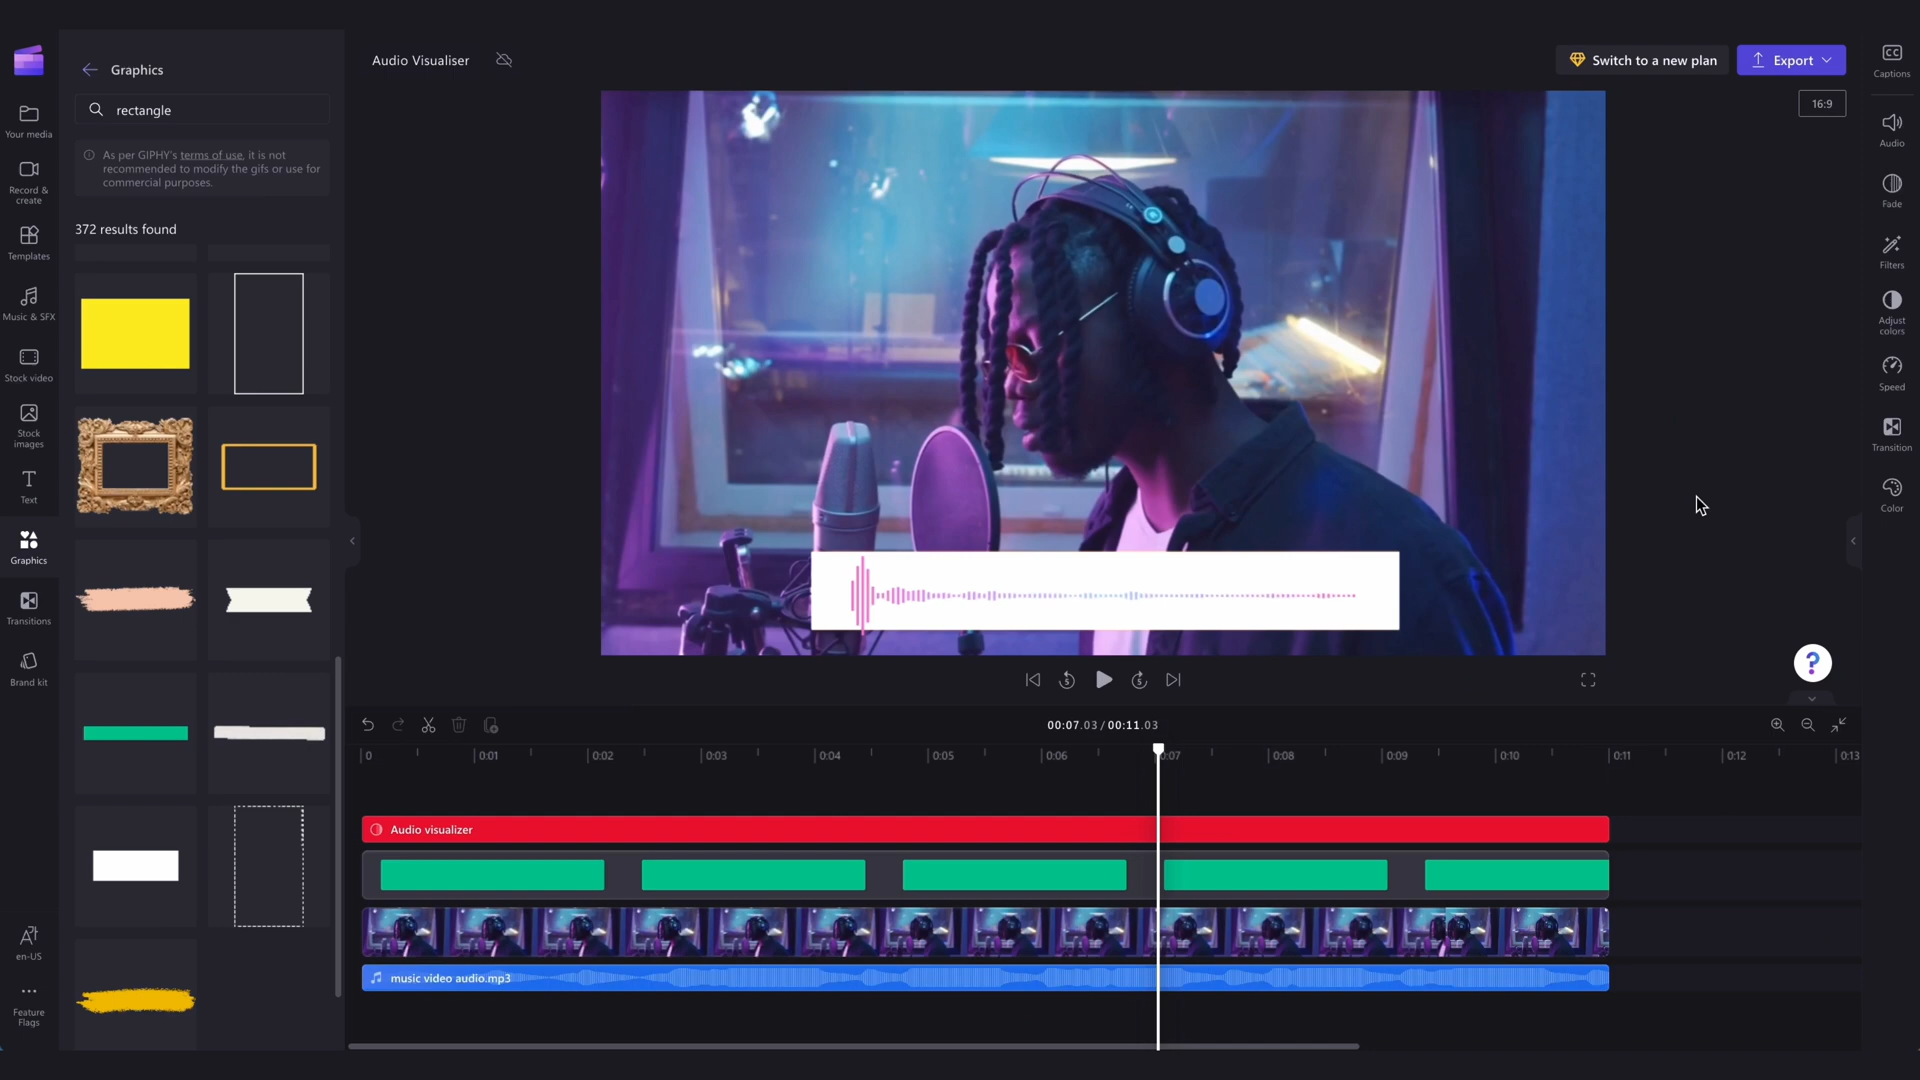 Graphics
Audio Visualiser
Switch to a new plan
Export
CC
Captions
rectangle
16:9
Your media
Audio
As per GIPHY's terms of use, it is not
recommended to modify the gifs or use for
commercial purposes.
Record &
create
Fade
372 results found
Templates
Filters
Music & SFX
Adjust
colors
Stock video
Speed
Stock
images
Transition
T
Text
Color
Graphics
Transitions
Brand kit
?
5
5
00:07.03 / 00:11.03
0
0:01
0:02
0:03
0:04
0:05
0:06
0:07
0:08
0:09
0:10
0:11
0:12
0:13
Audio visualizer
music video audio.mp3
en-US
Feature
Flags